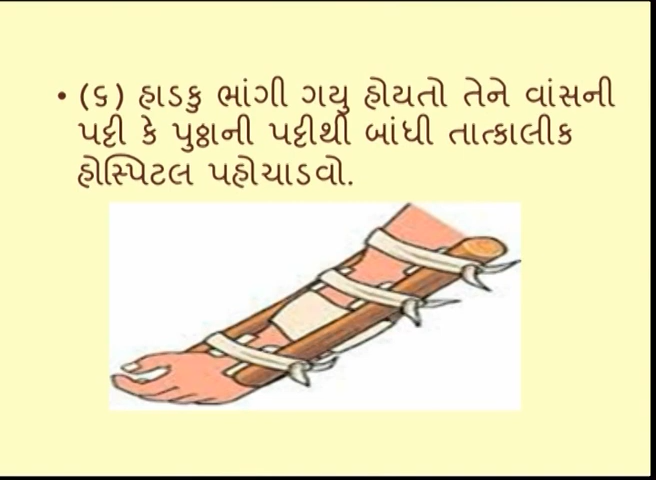 • (૬) હાડકુ ભાંગી ગયુ હોયતો તેને વાંસની
પટ્ટી કે પુઠ્ઠાની પટ્ટીથી બાંધી તાત્કાલીક
હોસ્પિટલ પહોચાડવો.